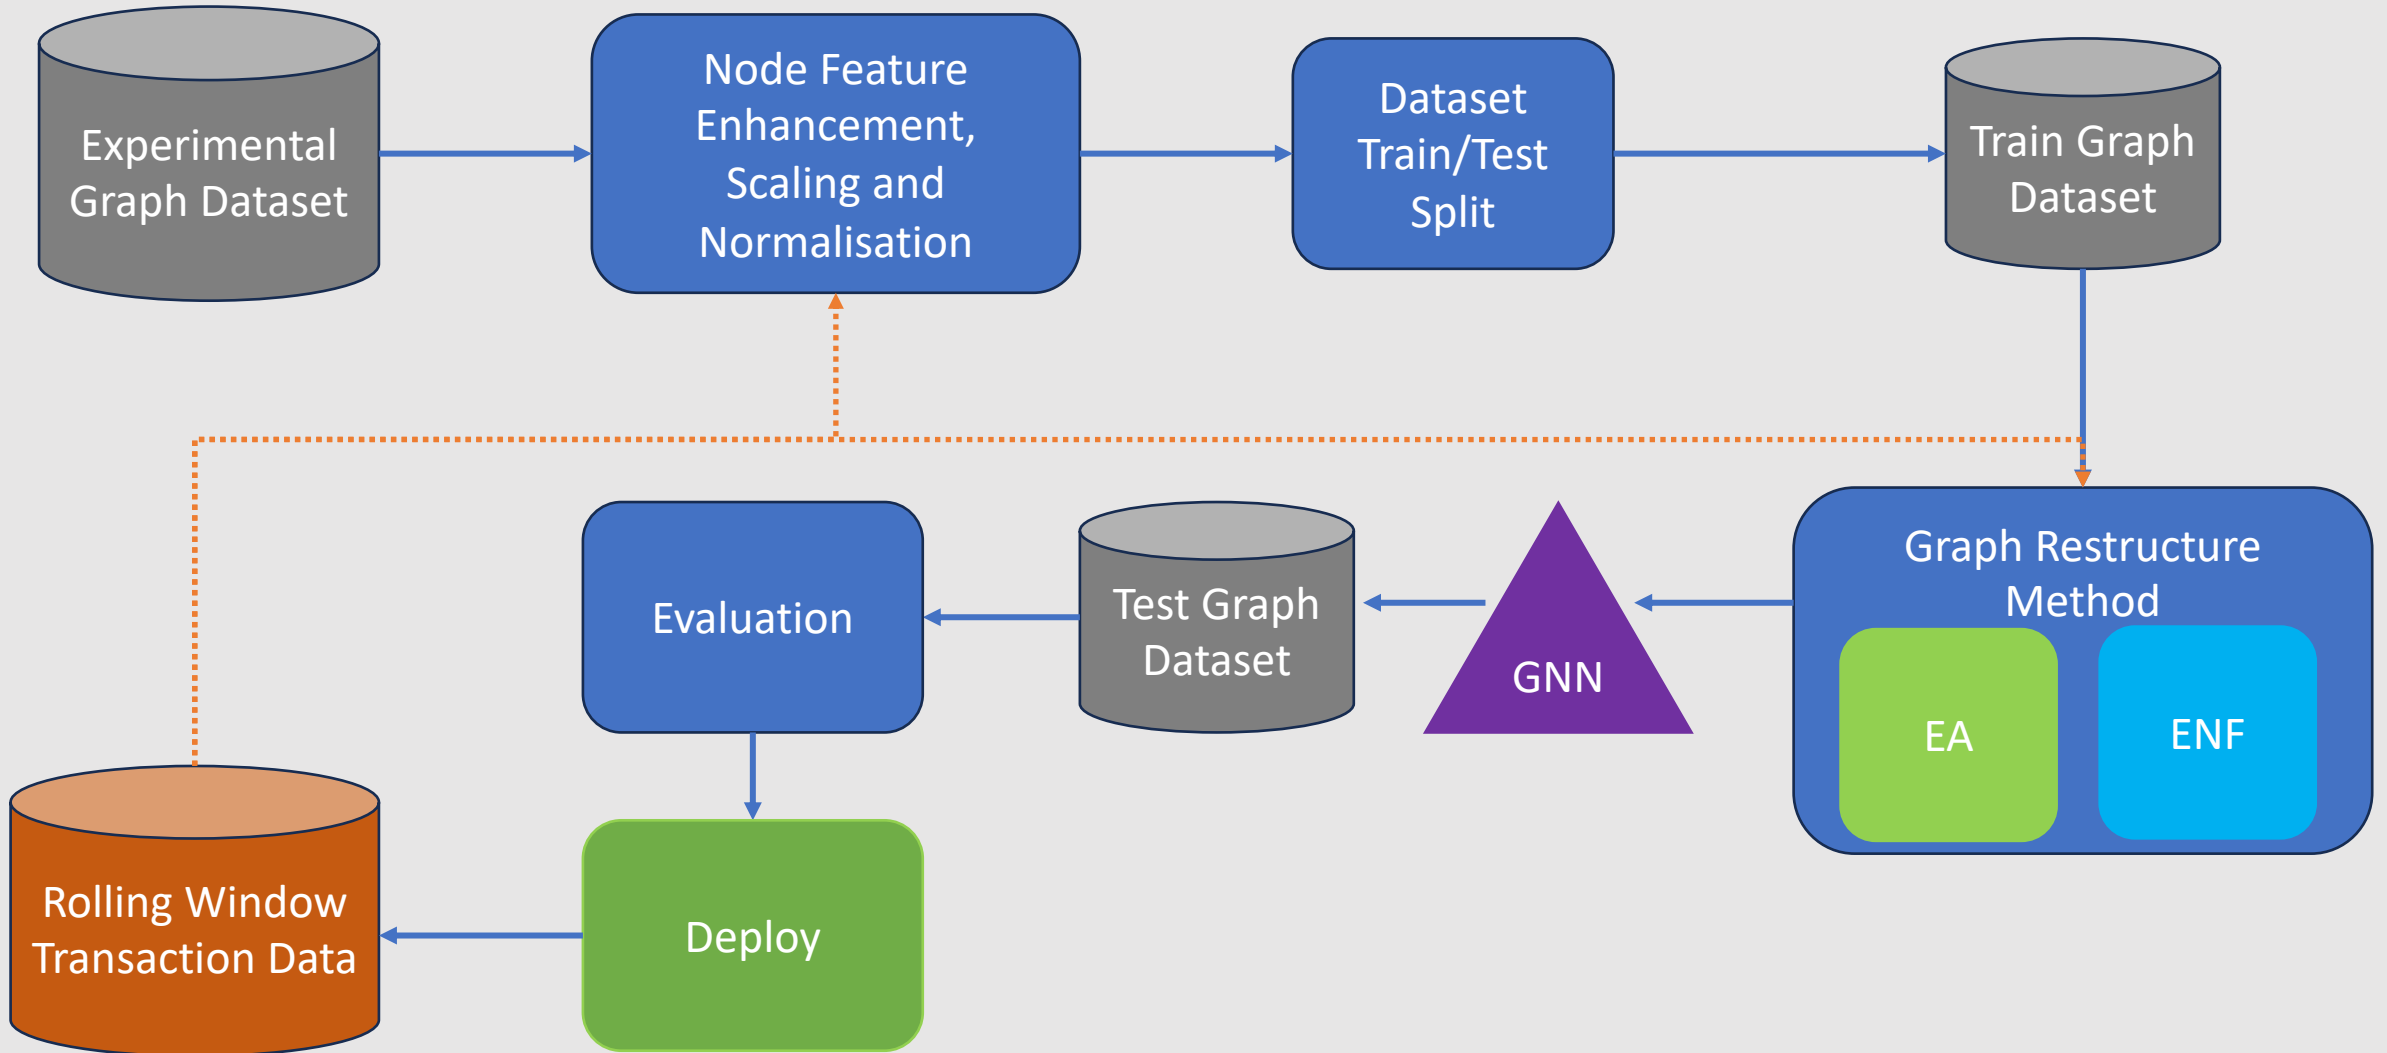 Experimental
Graph Dataset
Node Feature
Enhancement,
Scaling and
Normalisation
Dataset
Train/Test
Split
Train Graph
Dataset
Graph Restructure
Method
EA
ENF
GNN
Test Graph
Dataset
Evaluation
Deploy
Rolling Window
Transaction Data